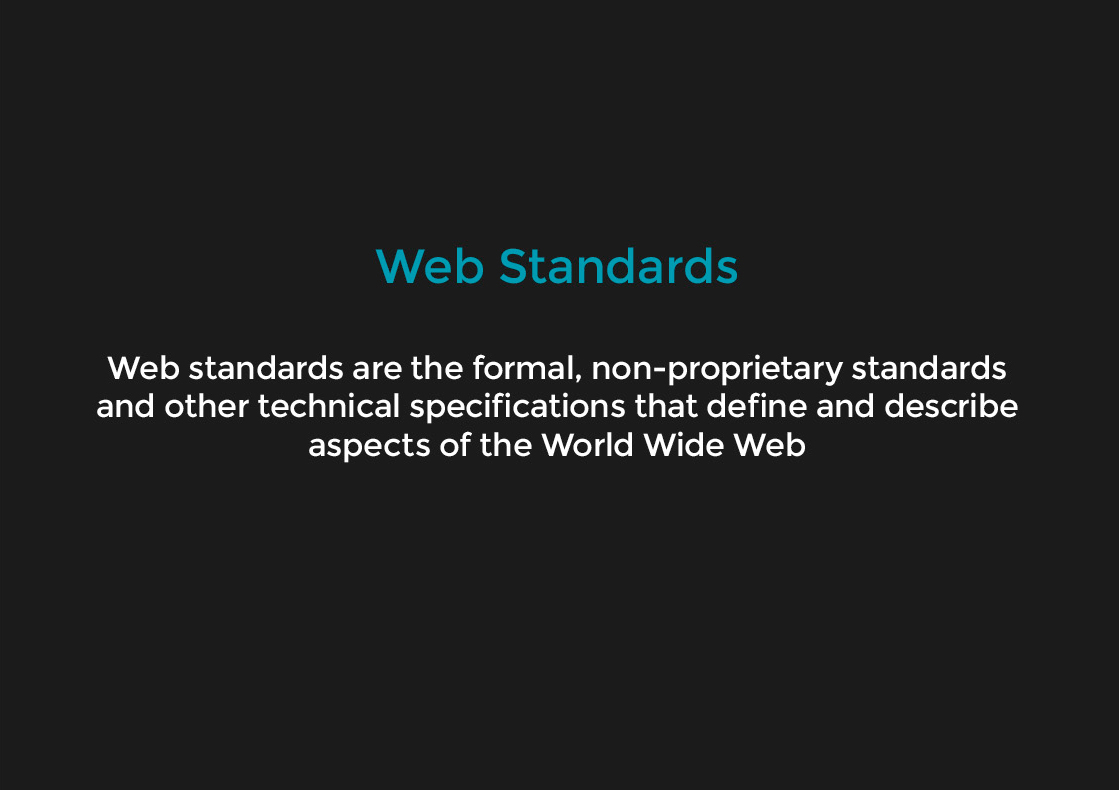 Web Standards
Web standards are the formal, non-proprietary standards
and other technical specifications that define and describe
aspects of the World Wide Web